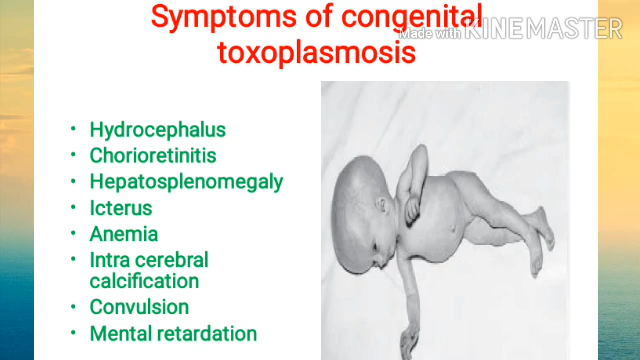 Symptoms of congenital
toxoplasmosis
Made with KINEMASTER
• Hydrocephalus
• Chorioretinitis
• Hepatosplenomegaly
• Icterus
• Anemia
• Intra cerebral
calcification
• Convulsion
• Mental retardation